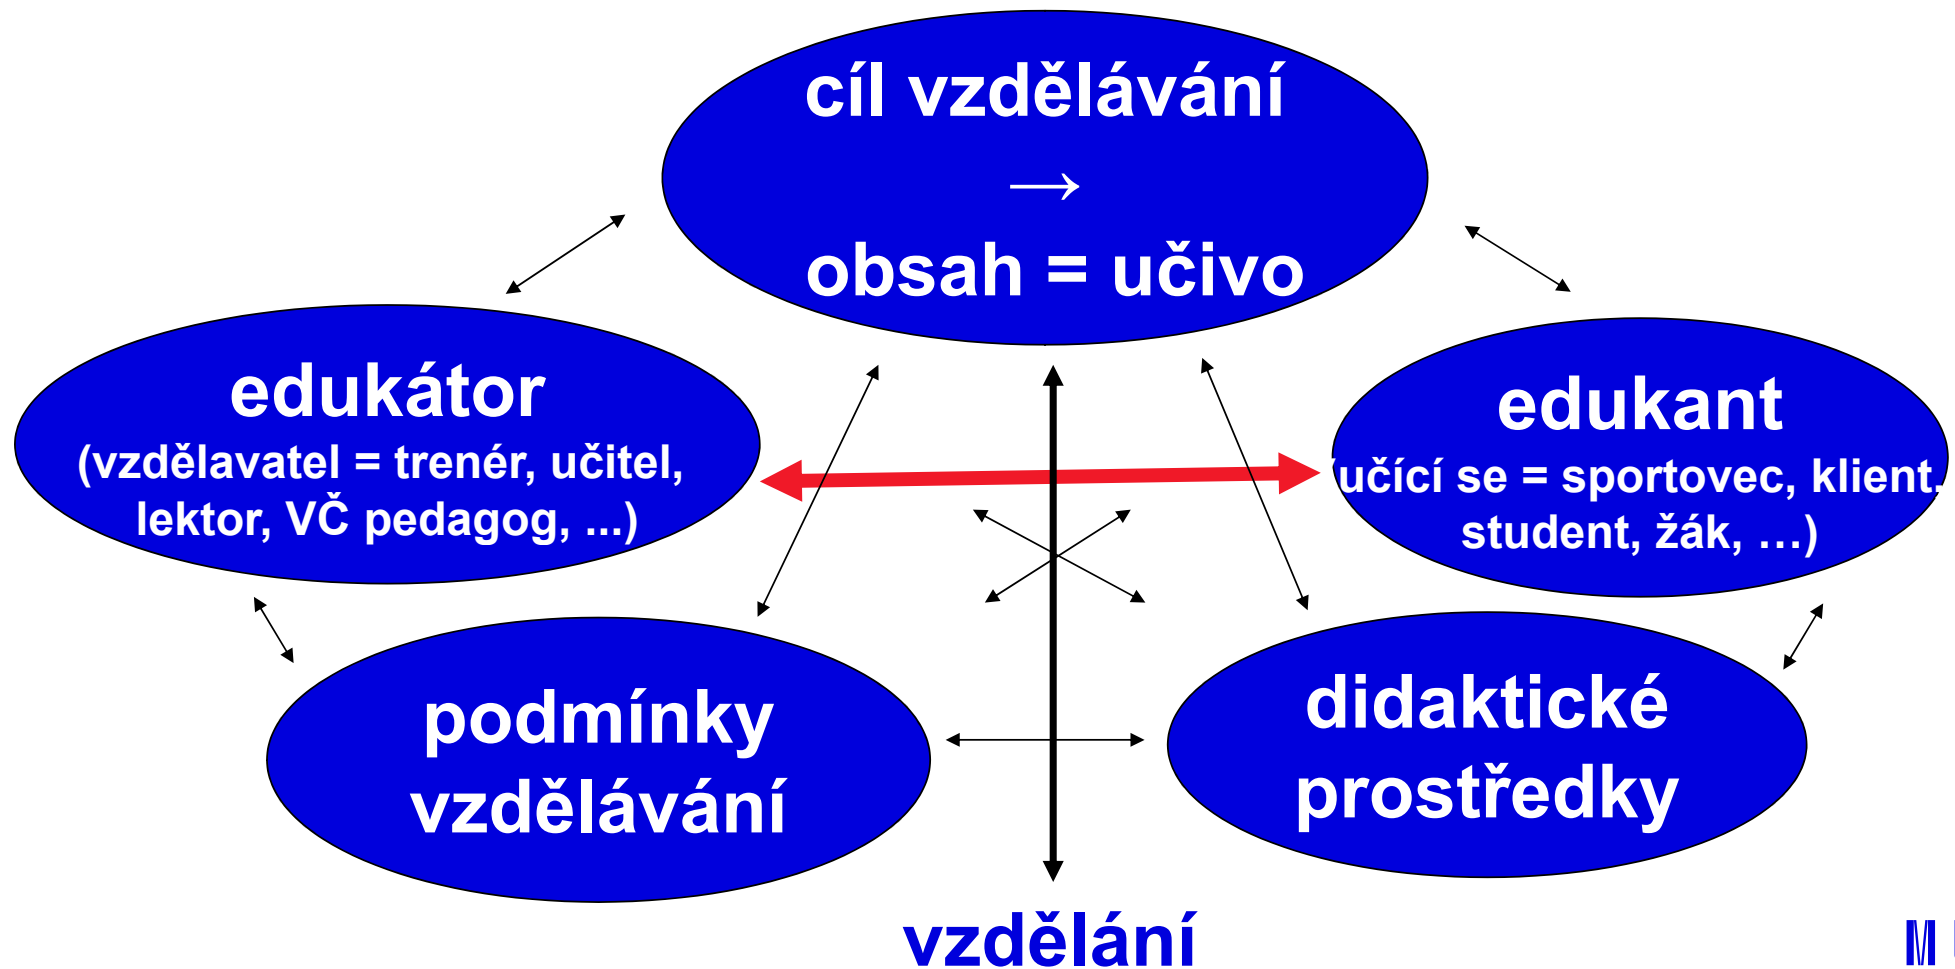 cíl vzdělávání
→
obsah = učivo
edukátor
(vzdělavatel = trenér, učitel,
lektor, VČ pedagog, ...)
edukant
(učící se = sportovec, klient,
student, žák, …)
podmínky
vzdělávání
didaktické
prostředky
vzdělání
M